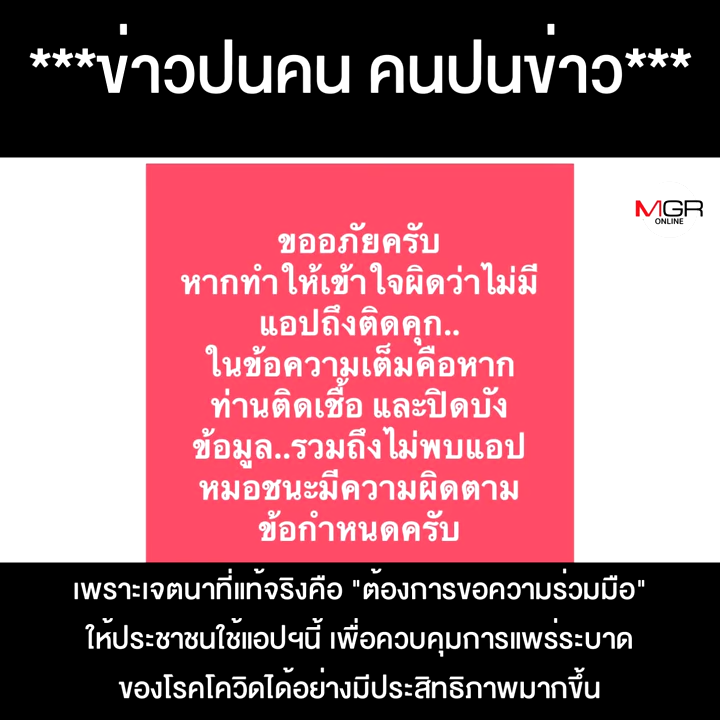 ***ข่าวปนคน คนปนข่าว***
MGR
ONLINE
ขออภัยครับ
หากทำให้เข้าใจผิดว่าไม่มี
แอปถึงติดคุก..
ในข้อความเต็มคือหาก
ท่านติดเชื้อ และปิดบัง
ข้อมูล..รวมถึงไม่พบแอป
หมอชนะมีความผิดตาม
ข้อกำหนดครับ
เพราะเจตนาที่แท้จริงคือ "ต้องการขอความร่วมมือ"
ให้ประชาชนใช้แอปฯนี้ เพื่อควบคุมการแพร่ระบาด
ของโรคโควิดได้อย่างมีประสิทธิภาพมากขึ้น